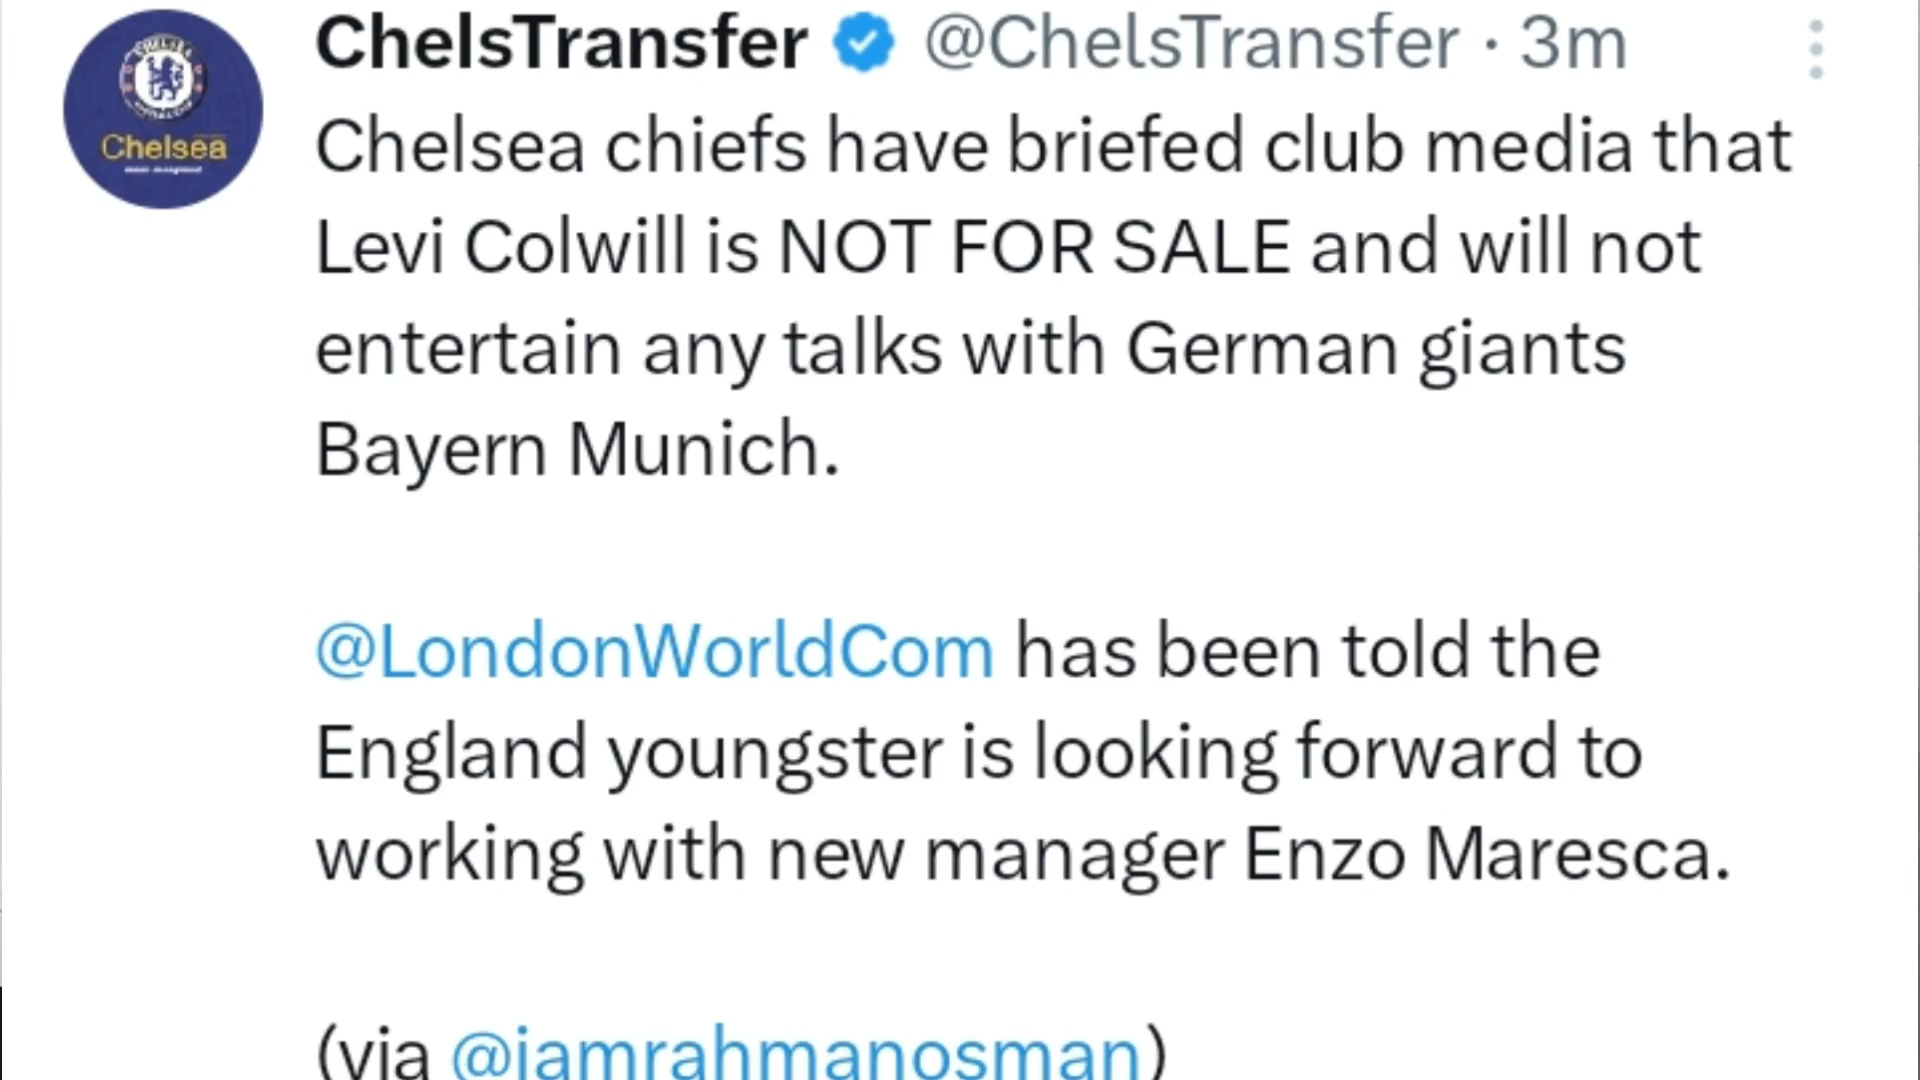 ChelsTransfer @ChelsTransfer · 3m
Chelsea chiefs have briefed club media that
Levi Colwill is NOT FOR SALE and will not
entertain any talks with German giants
Bayern Munich.
@LondonWorldCom has been told the
England youngster is looking forward to
working with new manager Enzo Maresca.
(via @iamrahmanosman)
CHELSEA
Chelsea